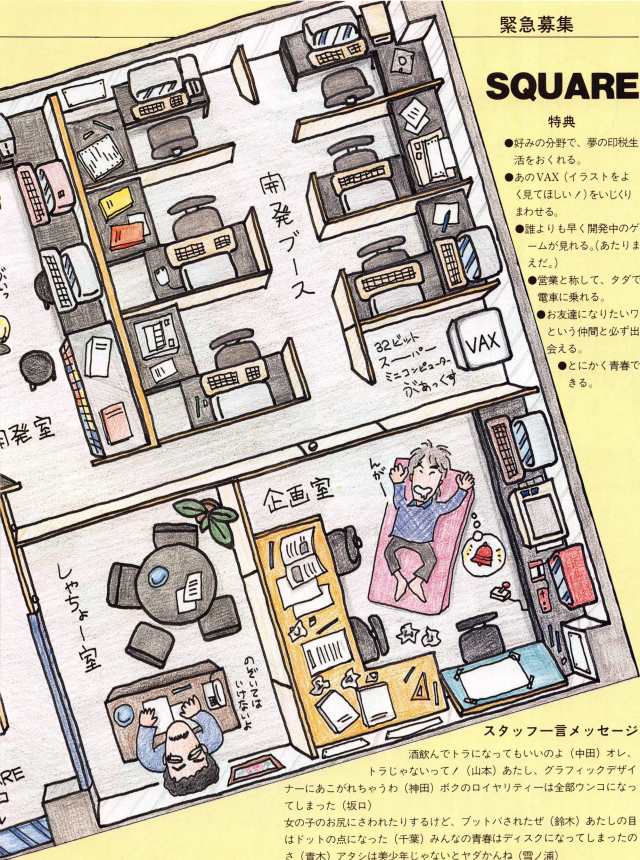 緊急募集
SQUARE
特典
●好みの分野で、夢の印税生
活をおくれる。
●あのVAX（イラストをよ
く見てほしい！）をいじくり
まわせる。
●誰よりも早く開発中のゲ
ームが見れる。(あたりま
えだ。)
●営業と称して、タダで
電車に乗れる。
●お友達になりたいワ
という仲間と必ず出
会える。
●とにかく青春で
きる。
開発ブース
32ビット
スーパー
ミニコンピューター
があっくす
VAX
開発室
企画室
んがー
しゃちょー室
のぞいては
いけないよ
スタッフ一言メッセージ
酒飲んでトラになってもいいのよ（中田）オレ、
トラじゃないって！（山本）あたし、グラフィックデザイ
ナーにあこがれちゃうわ（神田）ボクのロイヤリティーは全部ウンコになっ
てしまった（坂口）
女の子のお尻にさわれたりするけど、ブットバされたぜ（鈴木）あたしの目
はドットの点になった（千葉）みんなの青春はディスクになってしまったの
さ（青木）アタシは美少年じゃないとヤダかんね（雪ノ浦）